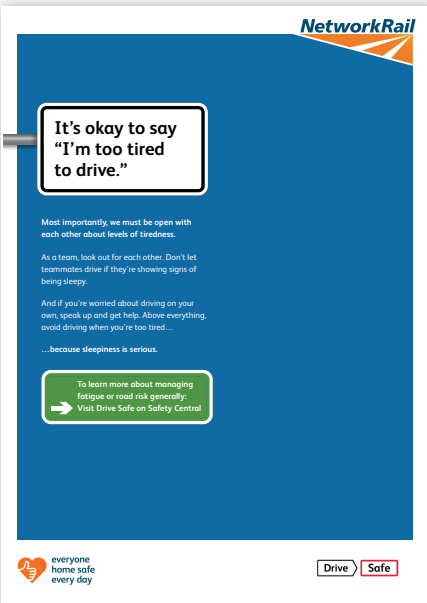 NetworkRail
It's okay to say
“I'm too tired
to drive.”
Most importantly, we must be open with
each other about levels of tiredness.
As a team, look out for each other. Don't let
teammates drive if they're showing signs of
being sleepy.
And if you're worried about driving on your
own, speak up and get help. Above everything,
avoid driving when you're too tired…
…because sleepiness is serious.
To learn more about managing
fatigue or road risk generally:
Visit Drive Safe on Safety Central
everyone
home safe
every day
Drive Safe